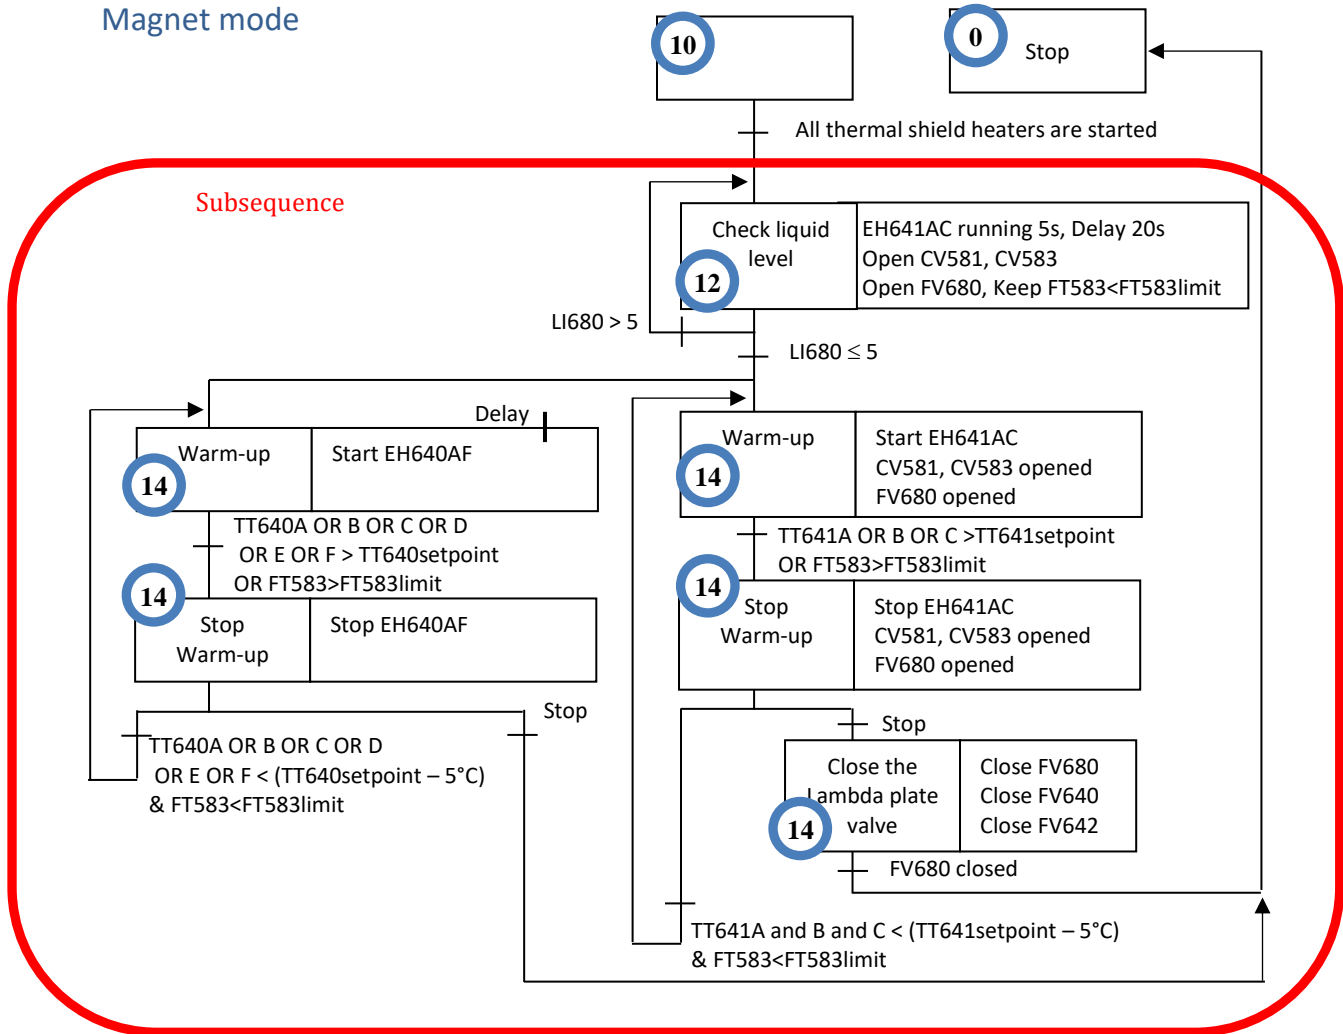 Magnet mode
10
0
Stop
All thermal shield heaters are started
Subsequence
Check liquid
level
12
EH641AC running 5s, Delay 20s
Open CV581, CV583
Open FV680, Keep FT583<FT583limit
LI680 > 5
LI680 ≤ 5
Delay
Warm-up
14
Start EH640AF
TT640A OR B OR C OR D
OR E OR F > TT640setpoint
OR FT583>FT583limit
14
Stop
Warm-up
Stop EH640AF
Stop
TT640A OR B OR C OR D
OR E OR F < (TT640setpoint – 5°C)
& FT583<FT583limit
Warm-up
14
Start EH641AC
CV581, CV583 opened
FV680 opened
TT641A OR B OR C >TT641setpoint
OR FT583>FT583limit
14
Stop
Warm-up
Stop EH641AC
CV581, CV583 opened
FV680 opened
Stop
Close the
Lambda plate
valve
14
Close FV680
Close FV640
Close FV642
FV680 closed
TT641A and B and C < (TT641setpoint – 5°C)
& FT583<FT583limit